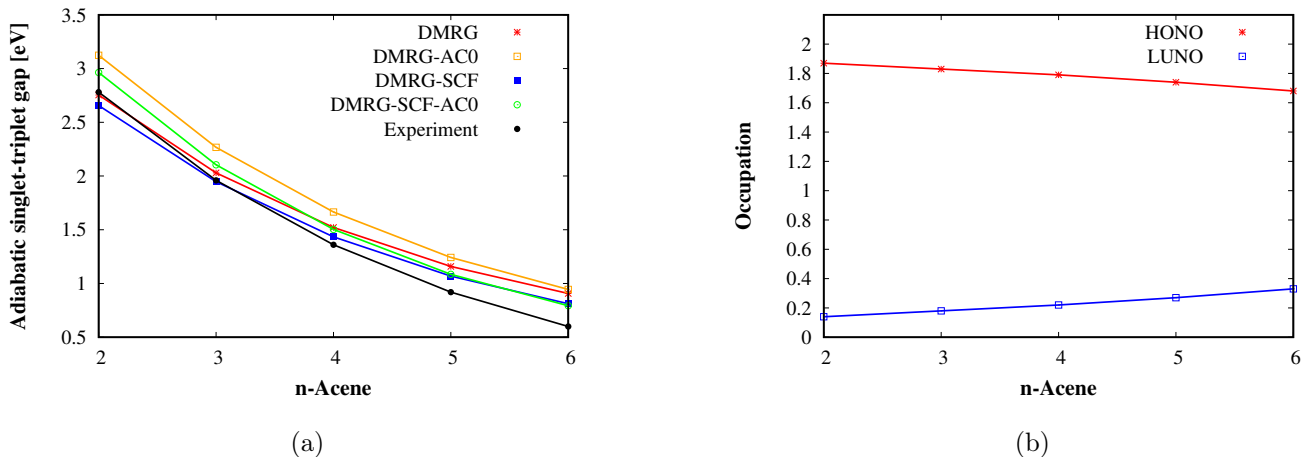 3.5
3
2.5
2
1.5
1
0.5
2 3 4 5 6
Adiabatic singlet-triplet gap [eV]
n-Acene
DMRG
DMRG-AC0
DMRG-SCF
DMRG-SCF-AC0
Experiment
(a)
2
1.8
1.6
1.4
1.2
1
0.8
0.6
0.4
0.2
0
2 3 4 5 6
Occupation
n-Acene
HONO
LUNO
(b)